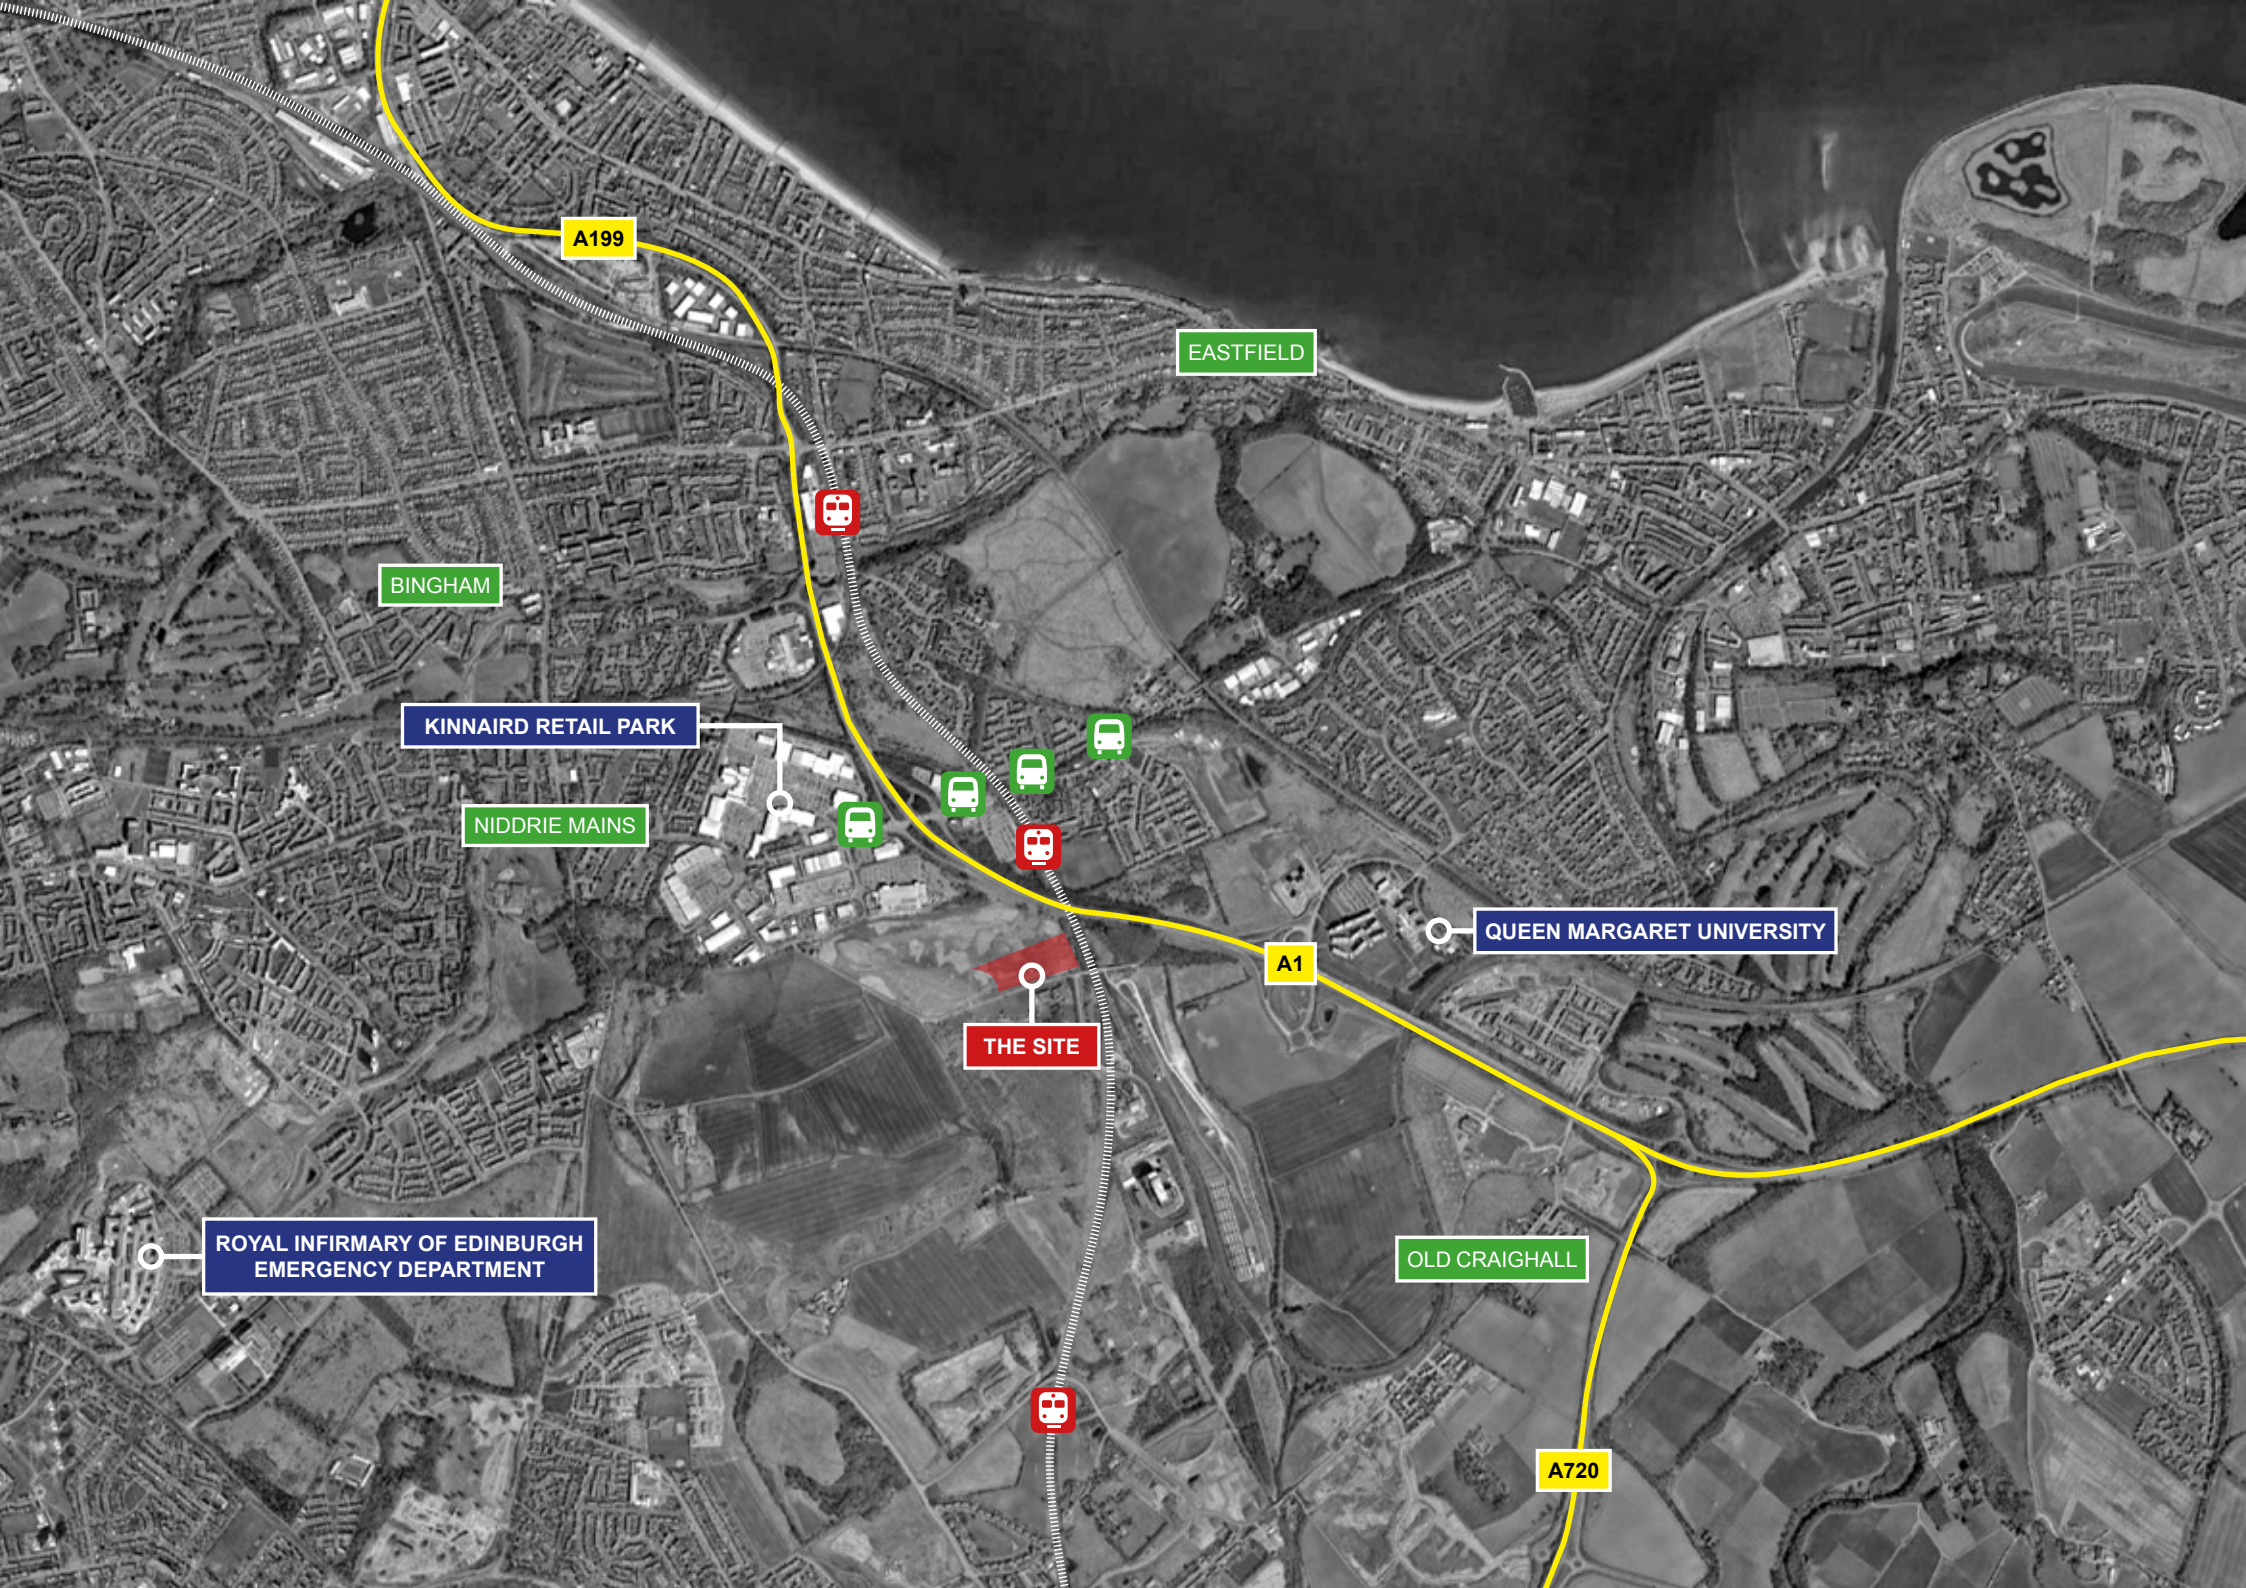 A199
EASTFIELD
BINGHAM
KINNAIRD RETAIL PARK
NIDDRIE MAINS
QUEEN MARGARET UNIVERSITY
A1
THE SITE
ROYAL INFIRMARY OF EDINBURGH
EMERGENCY DEPARTMENT
OLD CRAIGHALL
A720